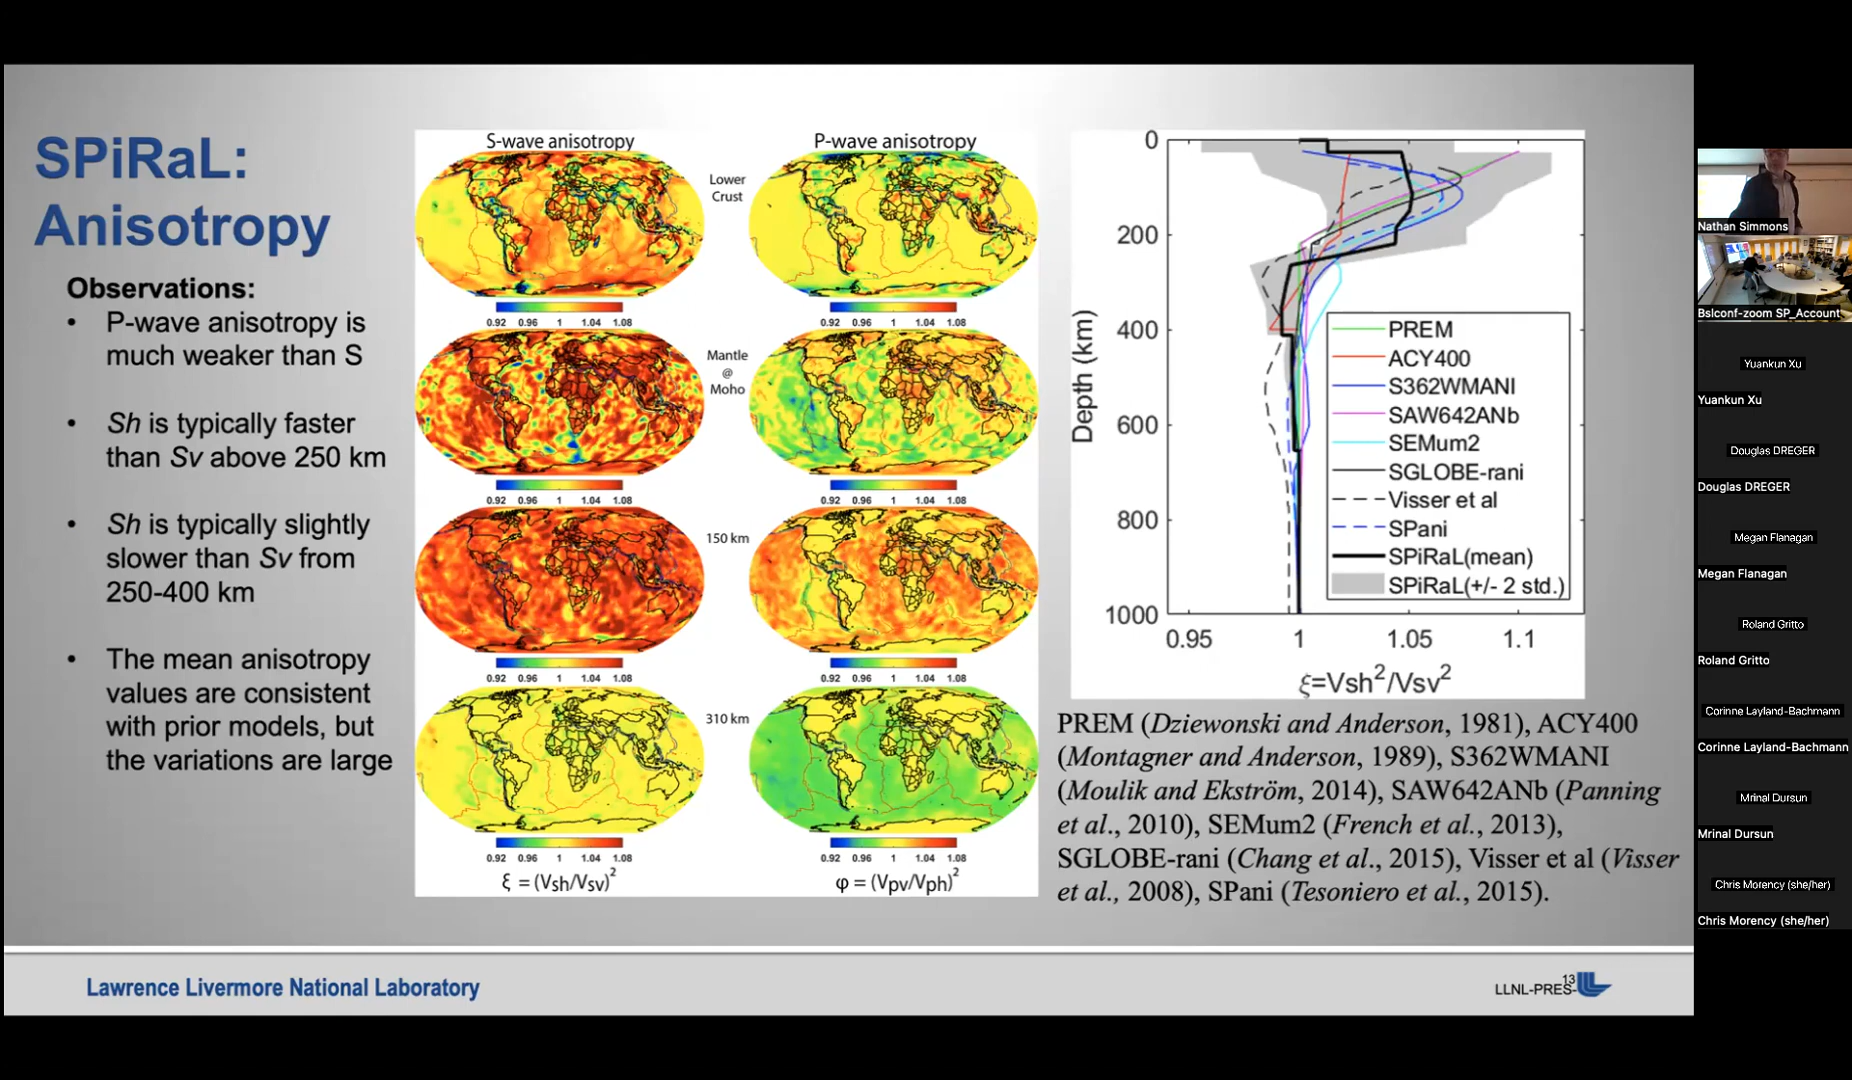 SPiRaL:
Anisotropy
Observations:
• P-wave anisotropy is
much weaker than S
• Sh is typically faster
than Sv above 250 km
• Sh is typically slightly
slower than Sv from
250-400 km
• The mean anisotropy
values are consistent
with prior models, but
the variations are large
S-wave anisotropy
P-wave anisotropy
Lower
Crust
0.92 0.96 1 1.04 1.08
0.92 0.96 1 1.04 1.08
Mantle
@
Moho
0.92 0.96 1 1.04 1.08
0.92 0.96 1 1.04 1.08
150 km
0.92 0.96 1 1.04 1.08
0.92 0.96 1 1.04 1.08
310 km
0.92 0.96 1 1.04 1.08
0.92 0.96 1 1.04 1.08
ξ = (Vsh/Vsv)²
φ = (Vpv/Vph)²
0
200
400
600
800
1000
Depth (km)
PREM
ACY400
S362WMANI
SAW642ANb
SEMum2
SGLOBE-rani
Visser et al
SPani
SPiRaL(mean)
SPiRaL(+/- 2 std.)
0.95 1 1.05 1.1
ξ=Vsh²/Vsv²
PREM (Dziewonski and Anderson, 1981), ACY400
(Montagner and Anderson, 1989), S362WMANI
(Moulik and Ekström, 2014), SAW642ANb (Panning
et al., 2010), SEMum2 (French et al., 2013),
SGLOBE-rani (Chang et al., 2015), Visser et al (Visser
et al., 2008), SPani (Tesoniero et al., 2015).
Lawrence Livermore National Laboratory
LLNL-PRES-
13
Nathan Simmons
Bslconf-zoom SP_Account
Yuankun Xu
Yuankun Xu
Douglas DREGER
Douglas DREGER
Megan Flanagan
Megan Flanagan
Roland Gritto
Roland Gritto
Corinne Layland-Bachmann
Corinne Layland-Bachmann
Mrinal Dursun
Mrinal Dursun
Chris Morency (she/her)
Chris Morency (she/her)